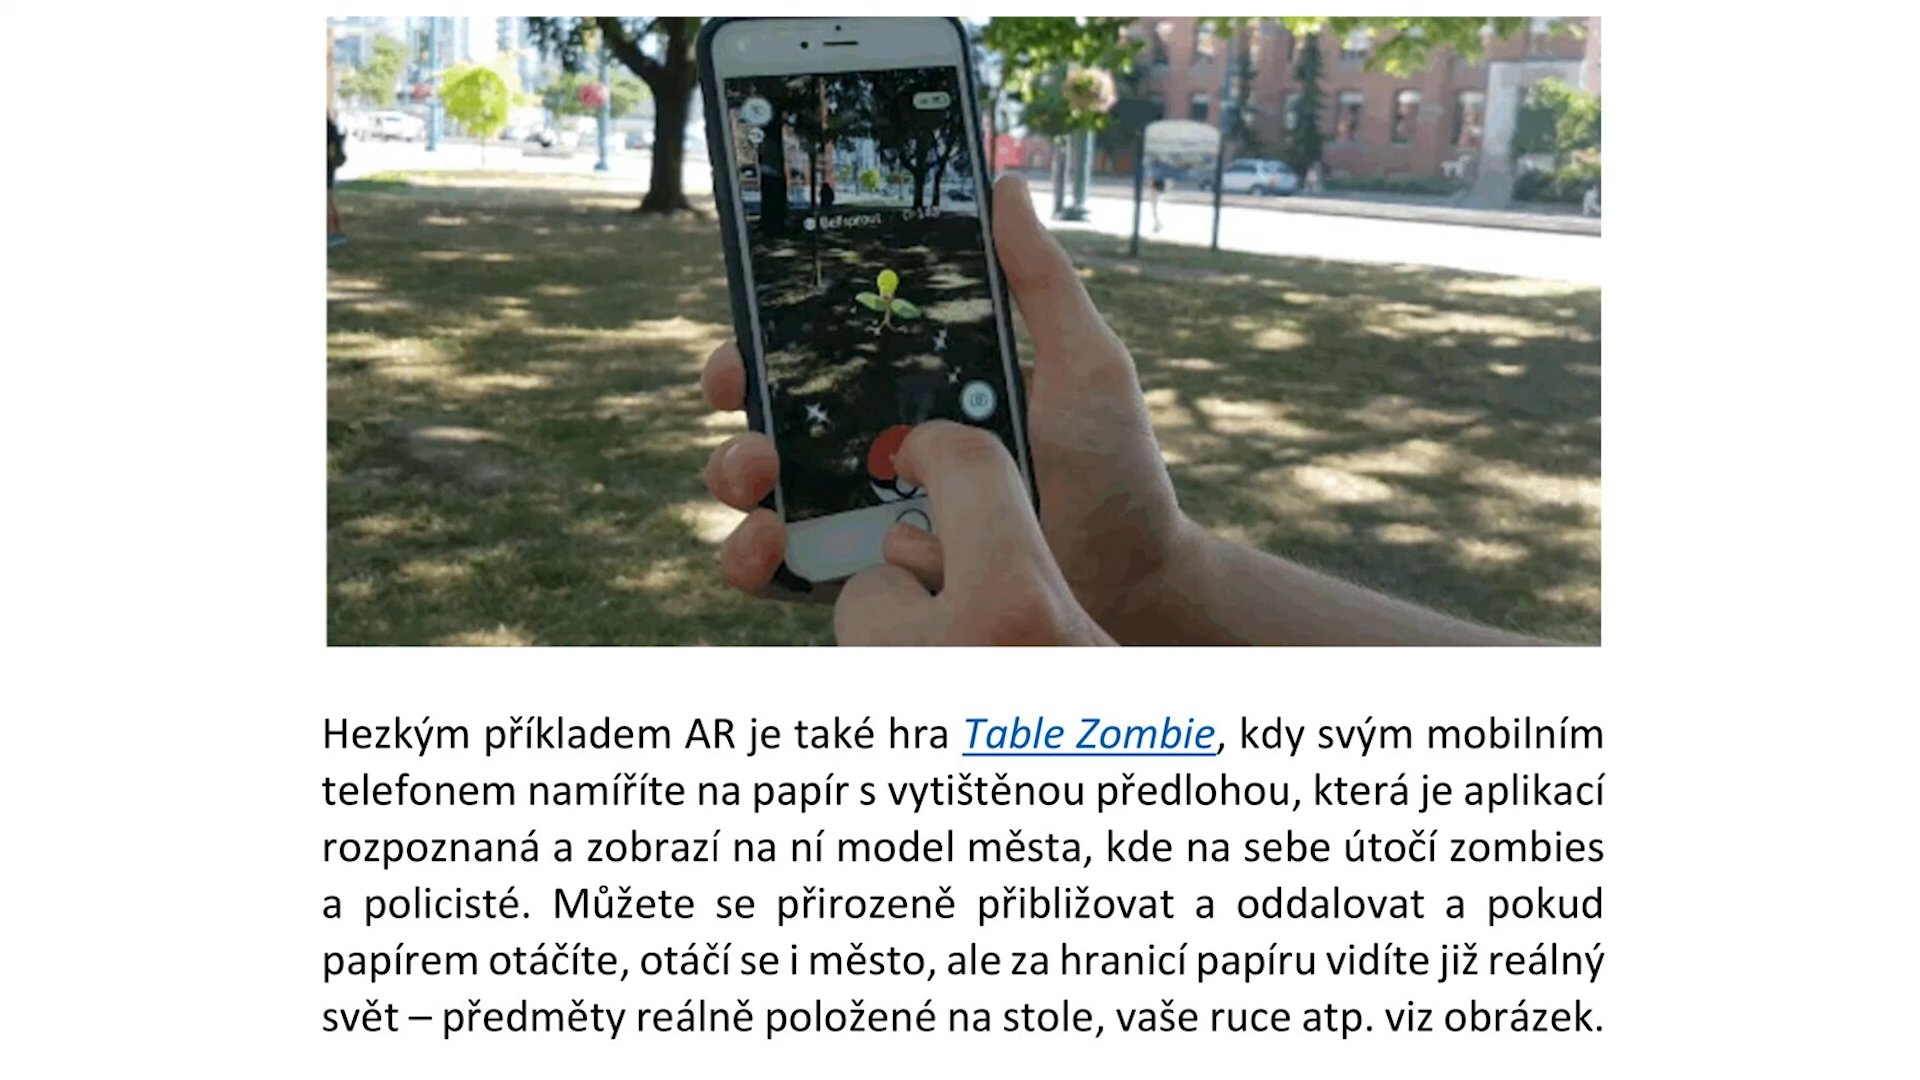 Bellsprout
Hezkým příkladem AR je také hra Table Zombie, kdy svým mobilním
telefonem namíříte na papír s vytištěnou předlohou, která je aplikací
rozpoznaná a zobrazí na ní model města, kde na sebe útočí zombies
a policisté. Můžete se přirozeně přibližovat a oddalovat a pokud
papírem otáčíte, otáčí se i město, ale za hranicí papíru vidíte již reálný
svět – předměty reálně položené na stole, vaše ruce atp. viz obrázek.